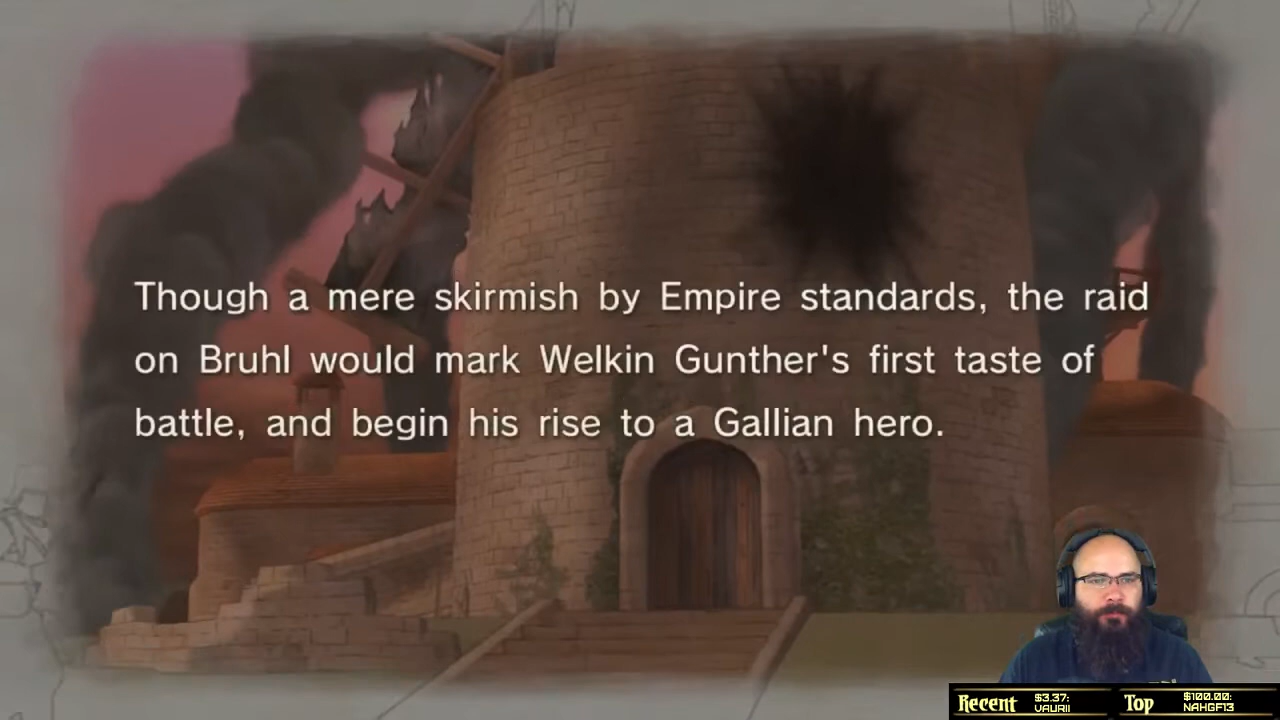 Though a mere skirmish by Empire standards, the raid
on Bruhl would mark Welkin Gunther's first taste of
battle, and begin his rise to a Gallian hero.
Recent $3.37: VAURII Top $100.00: NAHGF13